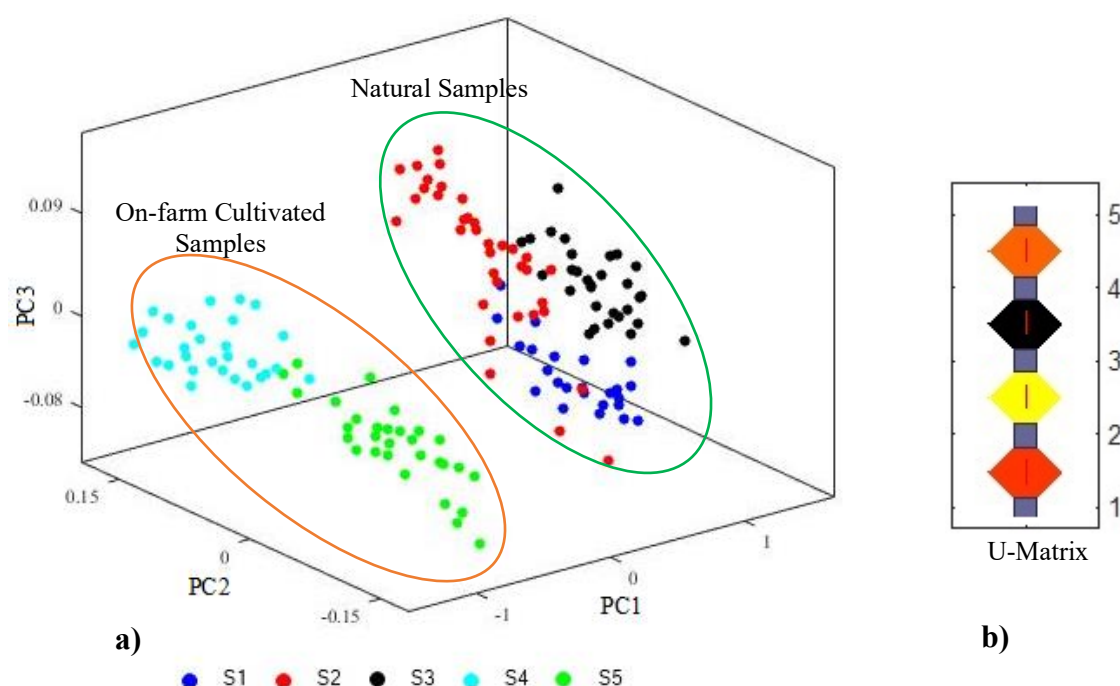 Natural Samples
On-farm Cultivated
Samples
0.09
0
-0.08
PC3
0.15
0
-0.15
PC2
-1
0
1
PC1
a)
S1 S2 S3 S4 S5
5
4
3
2
1
U-Matrix
b)